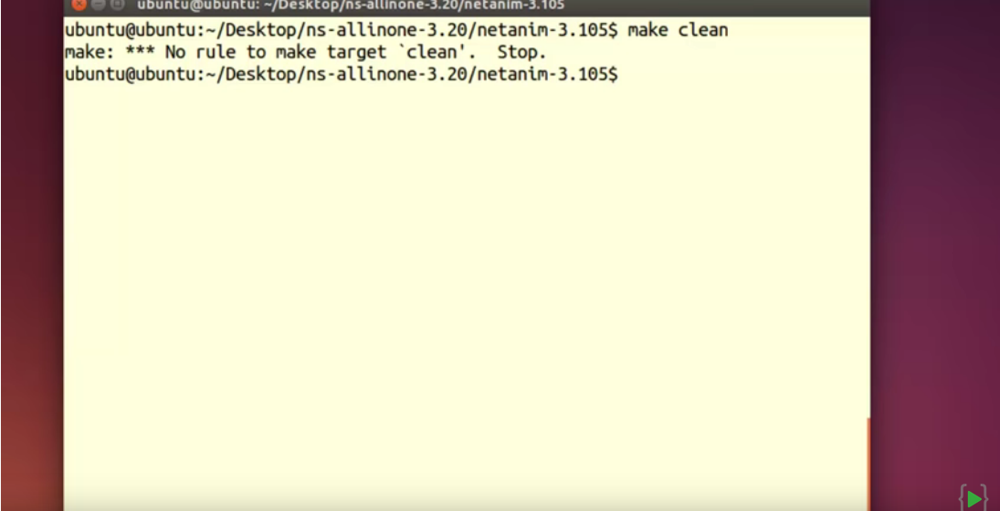 ubuntu@ubuntu: ~/Desktop/ns-allinone-3.20/netanim-3.105
ubuntu@ubuntu:~/Desktop/ns-allinone-3.20/netanim-3.105$ make clean
make: *** No rule to make target `clean'.  Stop.
ubuntu@ubuntu:~/Desktop/ns-allinone-3.20/netanim-3.105$